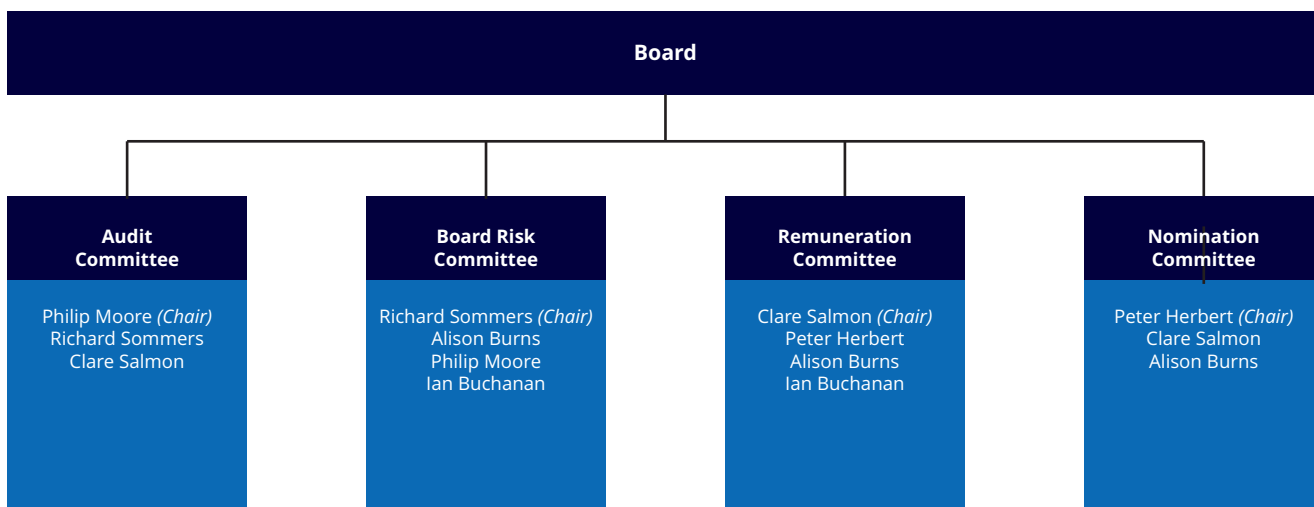 Board
Audit
Committee
Philip Moore (Chair)
Richard Sommers
Clare Salmon
Board Risk
Committee
Richard Sommers (Chair)
Alison Burns
Philip Moore
Ian Buchanan
Remuneration
Committee
Clare Salmon (Chair)
Peter Herbert
Alison Burns
Ian Buchanan
Nomination
Committee
Peter Herbert (Chair)
Clare Salmon
Alison Burns